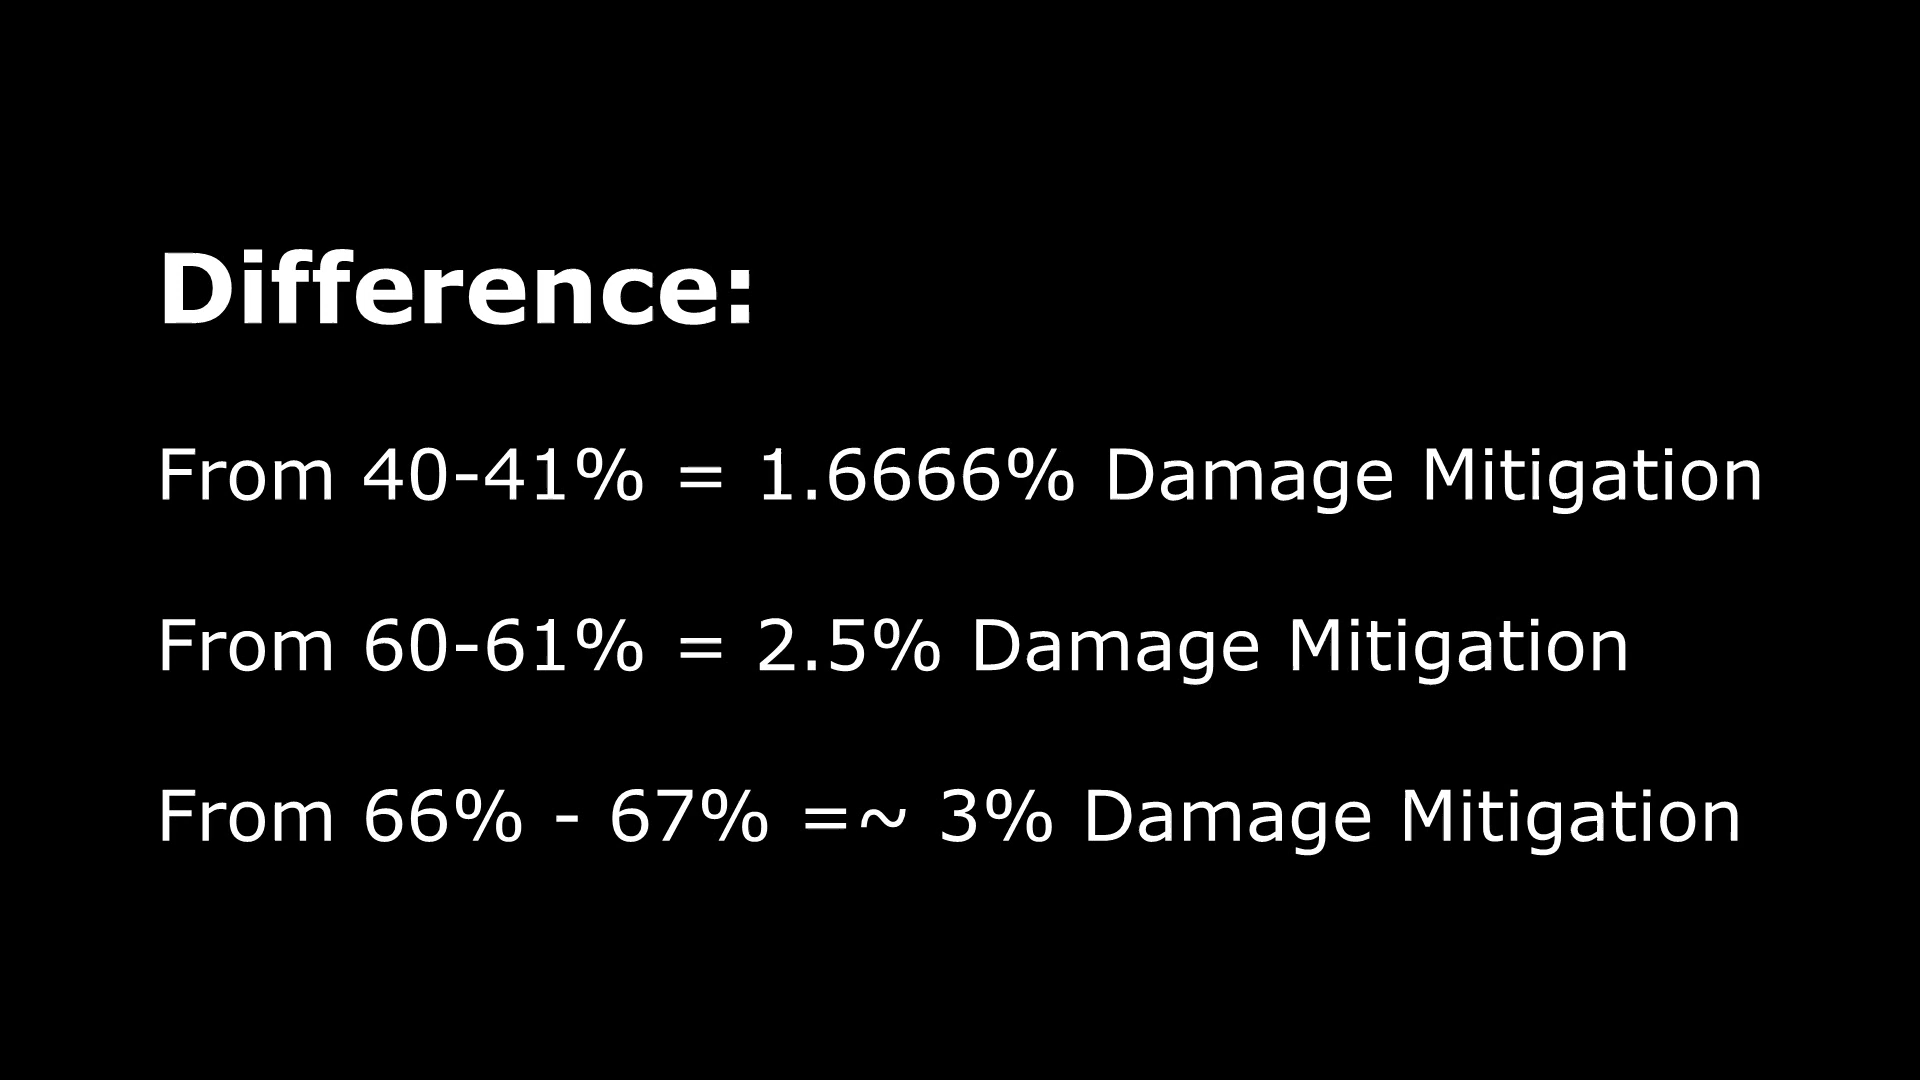 Difference:
From 40-41% = 1.6666% Damage Mitigation
From 60-61% = 2.5% Damage Mitigation
From 66% - 67% =~ 3% Damage Mitigation